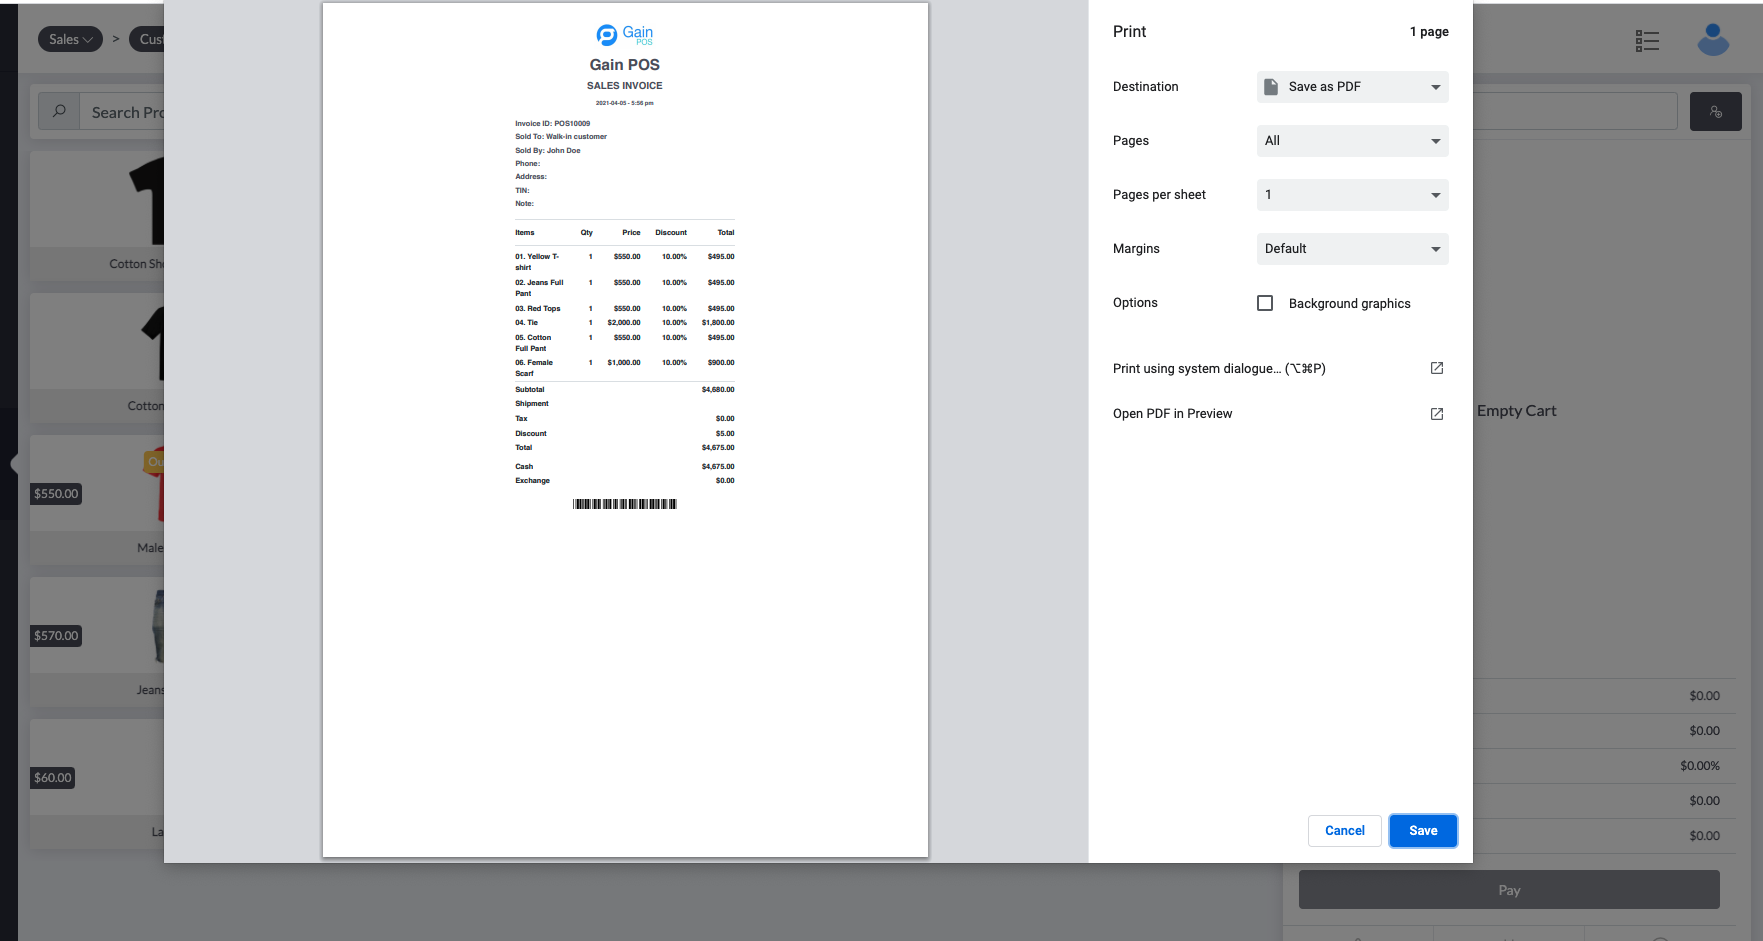 Sales
>
Cust
Search Pro
Cotton Sh
Cotton
Ou
$550.00
Male
$570.00
Jeans
$60.00
La
Gain
POS
Gain POS
SALES INVOICE
2021-04-05 - 5:56 pm
Invoice ID: POS10009
Sold To: Walk-in customer
Sold By: John Doe
Phone:
Address:
TIN:
Note:
Items Qty Price Discount Total
01. Yellow T-
shirt 1 $550.00 10.00% $495.00
02. Jeans Full
Pant 1 $550.00 10.00% $495.00
03. Red Tops 1 $550.00 10.00% $495.00
04. Tie 1 $2,000.00 10.00% $1,800.00
05. Cotton
Full Pant 1 $550.00 10.00% $495.00
06. Female
Scarf 1 $1,000.00 10.00% $900.00
Subtotal $4,680.00
Shipment
Tax $0.00
Discount $5.00
Total $4,675.00
Cash $4,675.00
Exchange $0.00
Print 1 page
Destination Save as PDF
Pages All
Pages per sheet 1
Margins Default
Options Background graphics
Print using system dialogue... (⌥⌘P)
Open PDF in Preview
Cancel Save
Empty Cart
$0.00
$0.00
$0.00%
$0.00
$0.00
Pay